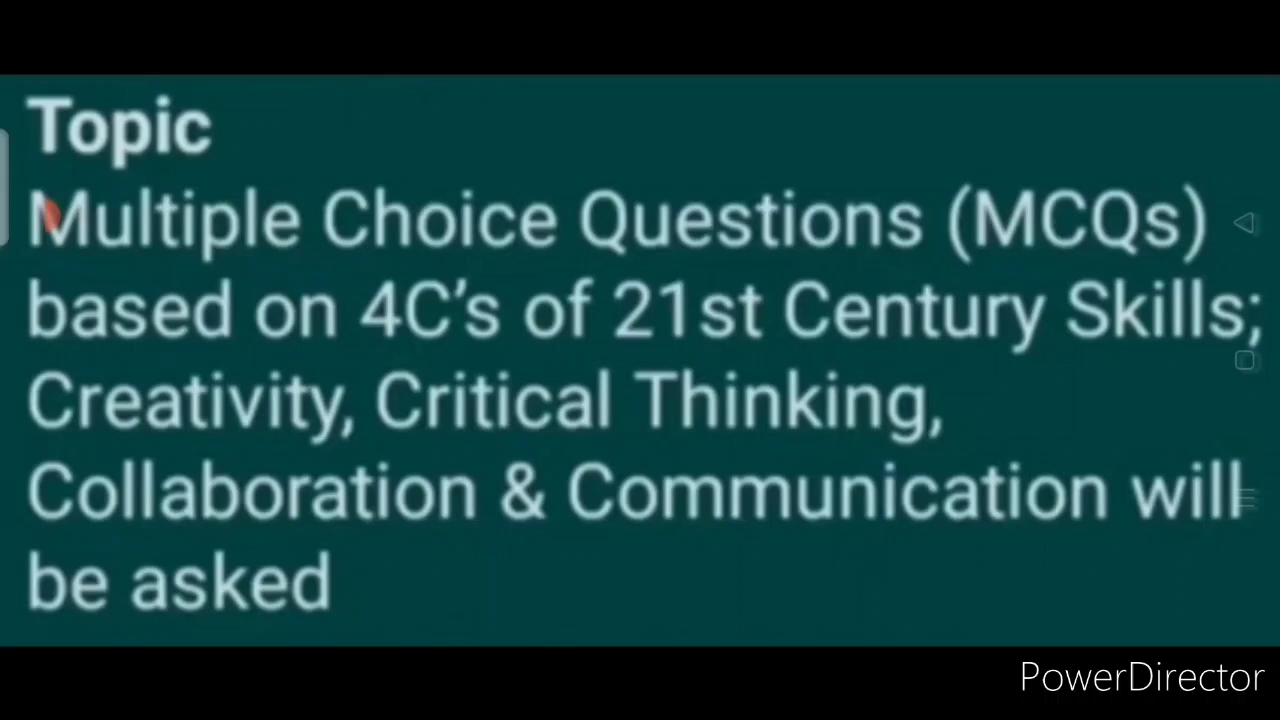 Topic
Multiple Choice Questions (MCQs)
based on 4C's of 21st Century Skills;
Creativity, Critical Thinking,
Collaboration & Communication will
be asked
PowerDirector